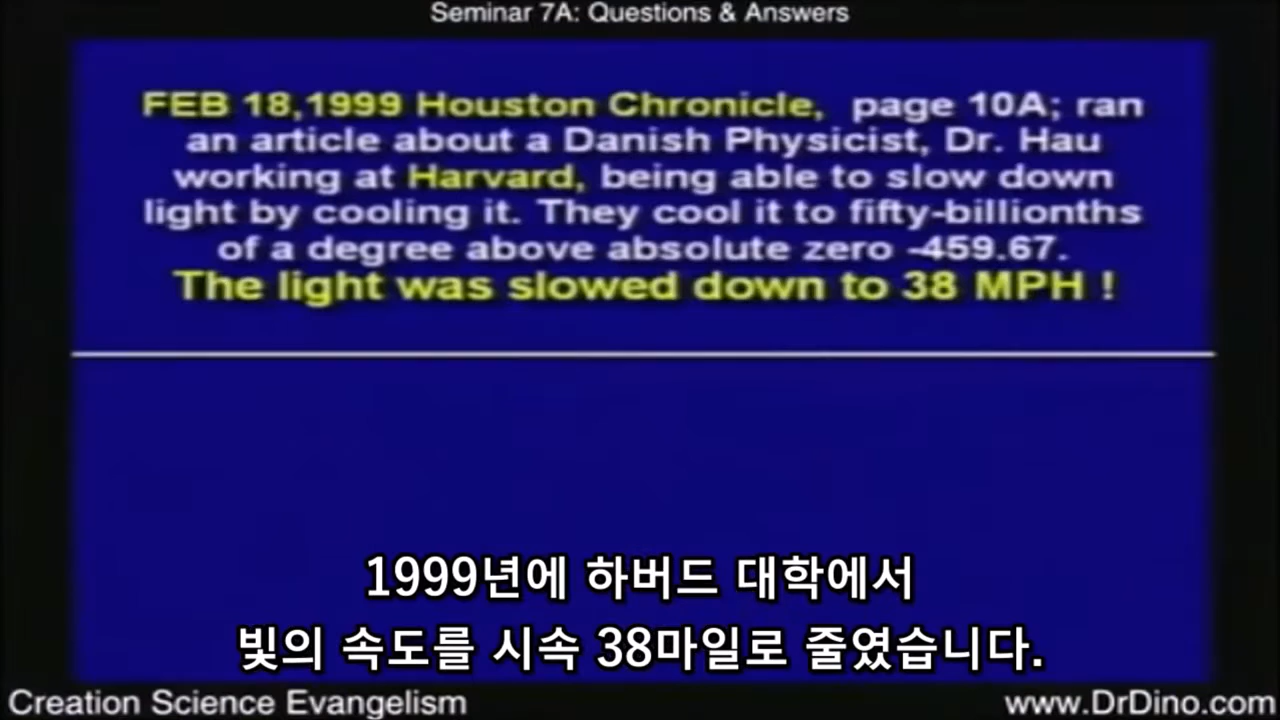 Seminar 7A: Questions & Answers
FEB 18,1999 Houston Chronicle, page 10A; ran
an article about a Danish Physicist, Dr. Hau
working at Harvard, being able to slow down
light by cooling it. They cool it to fifty-billionths
of a degree above absolute zero -459.67.
The light was slowed down to 38 MPH !
1999년에 하버드 대학에서
빛의 속도를 시속 38마일로 줄였습니다.
Creation Science Evangelism
www.DrDino.com